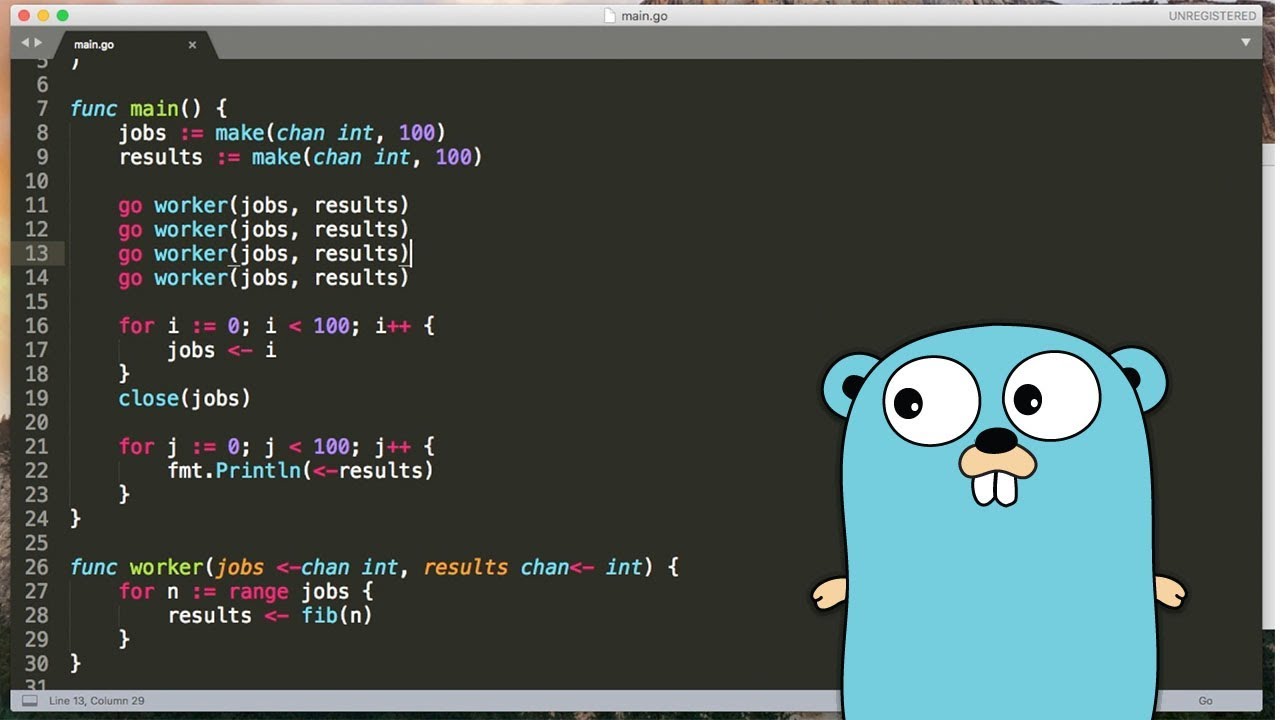 main.go
UNREGISTERED
main.go ×
5 )
6
7 func main() {
8 jobs := make(chan int, 100)
9 results := make(chan int, 100)
10
11 go worker(jobs, results)
12 go worker(jobs, results)
13 go worker(jobs, results)
14 go worker(jobs, results)
15
16 for i := 0; i < 100; i++ {
17 jobs <- i
18 }
19 close(jobs)
20
21 for j := 0; j < 100; j++ {
22 fmt.Println(<-results)
23 }
24 }
25
26 func worker(jobs <-chan int, results chan<- int) {
27 for n := range jobs {
28 results <- fib(n)
29 }
30 }
31
Line 13, Column 29
Go